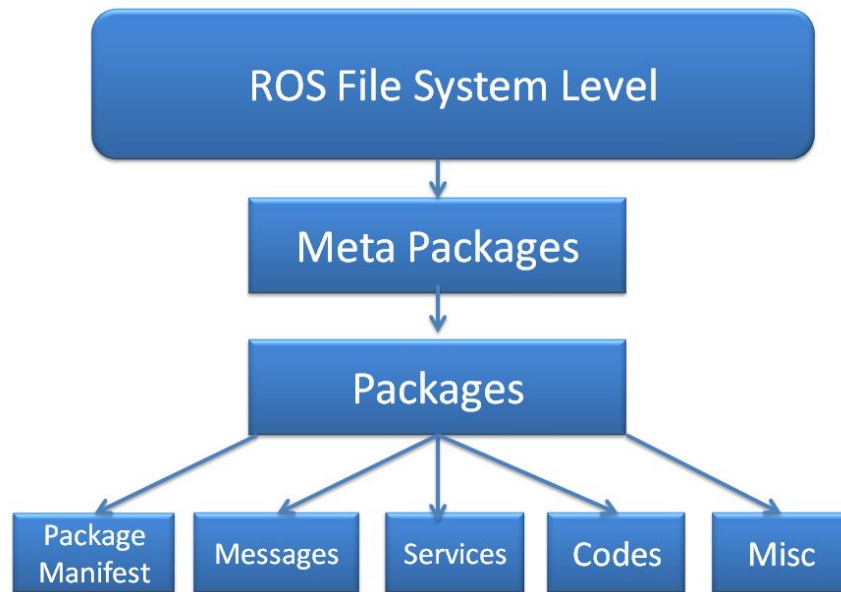 ROS File System Level
Meta Packages
Packages
Package
Manifest
Messages
Services
Codes
Misc